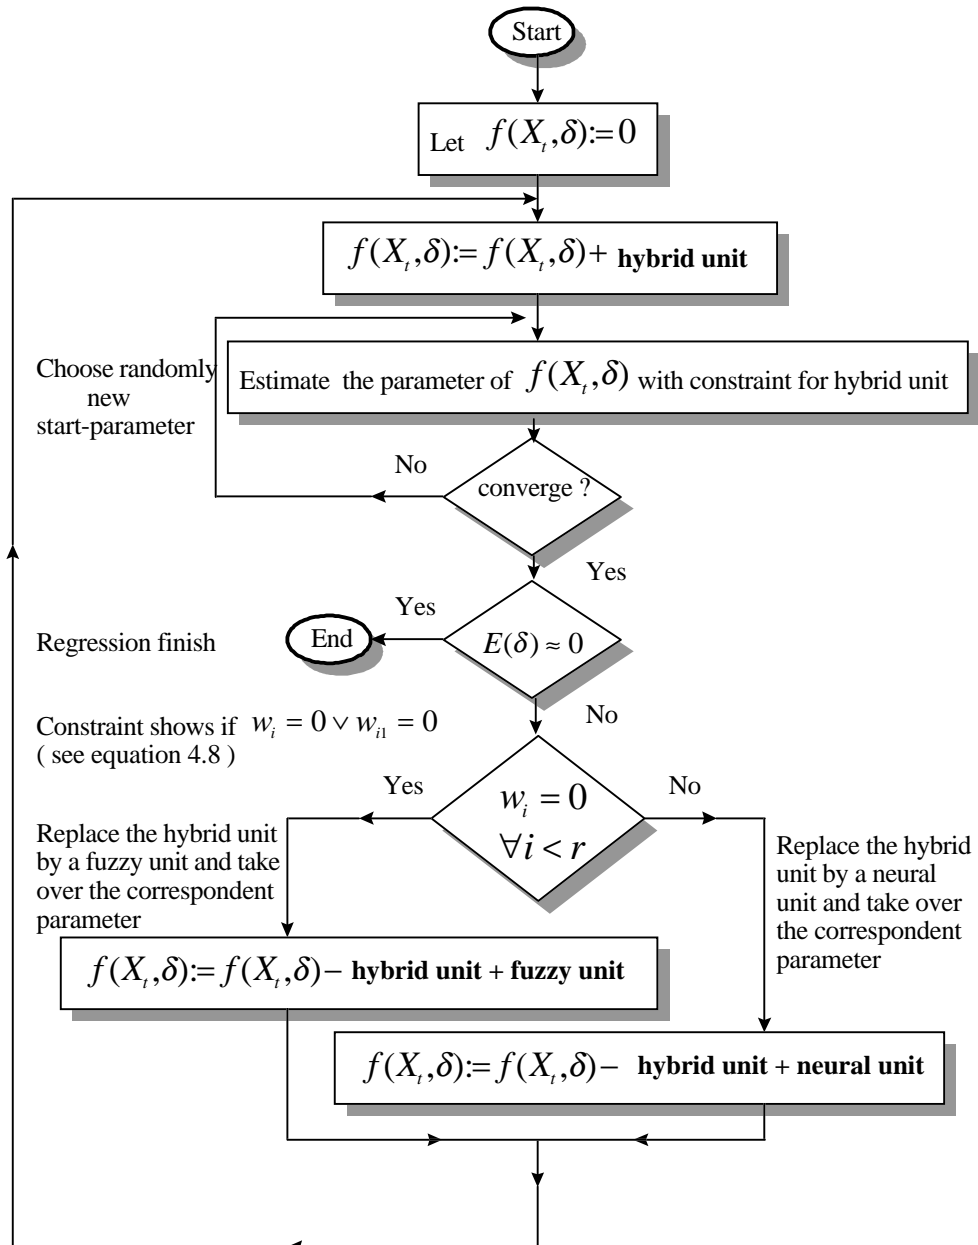 Start
Let f(X_t,δ):=0
f(X_t,δ):= f(X_t,δ)+ hybrid unit
Choose randomly
new
start-parameter
Estimate the parameter of f(X_t,δ) with constraint for hybrid unit
No
converge ?
Yes
Yes
Regression finish
End
E(δ) ≈ 0
No
Constraint shows if w_i = 0 ∨ w_i1 = 0
( see equation 4.8 )
Yes
w_i = 0
∀i < r
No
Replace the hybrid unit
by a fuzzy unit and take
over the correspondent
parameter
Replace the hybrid
unit by a neural
unit and take over
the correspondent
parameter
f(X_t,δ):= f(X_t,δ)− hybrid unit + fuzzy unit
f(X_t,δ):= f(X_t,δ)− hybrid unit + neural unit